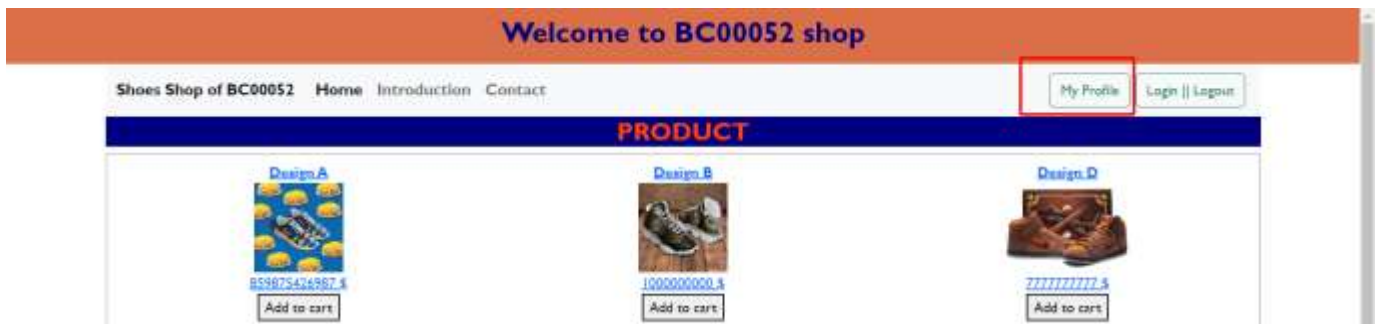 Welcome to BC00052 shop
Shoes Shop of BC00052 Home Introduction Contact My Profile Login || Logout
PRODUCT
Design A Design B Design D
859875426987 $ 1000000000 $ 7777777777 $
Add to cart Add to cart Add to cart